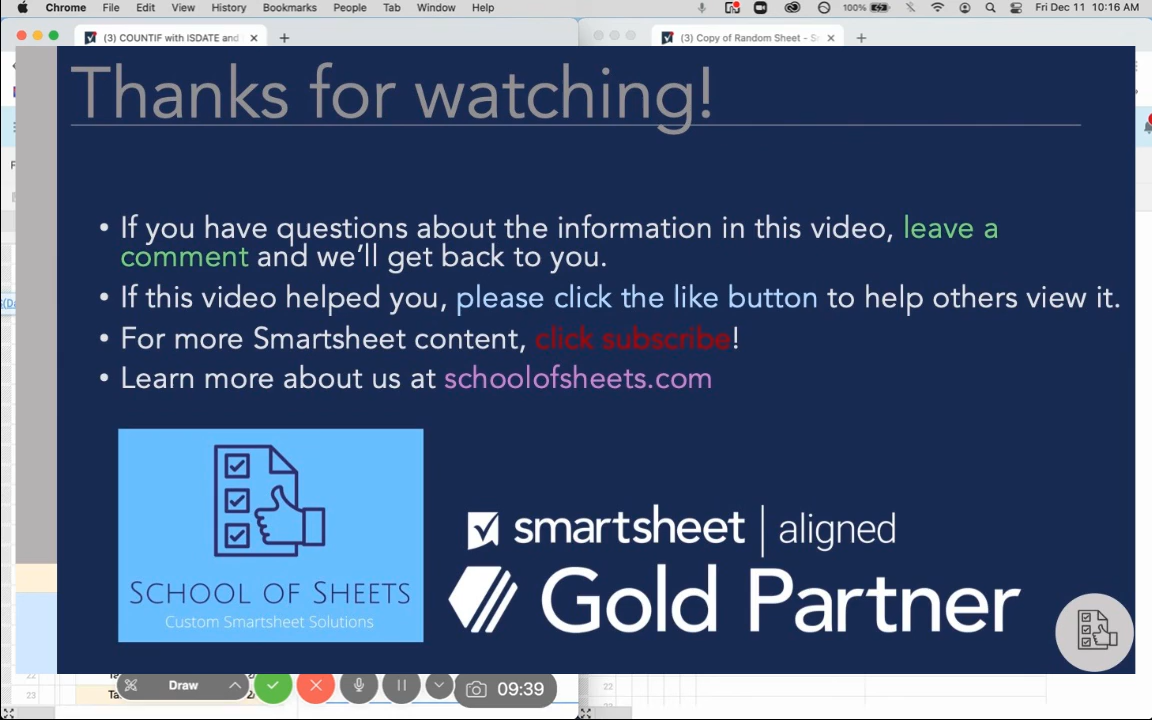 Chrome File Edit View History Bookmarks People Tab Window Help 100% Fri Dec 11 10:16 AM
(3) COUNTIF with ISDATE and
(3) Copy of Random Sheet - S
Thanks for watching!
• If you have questions about the information in this video, leave a
comment and we'll get back to you.
• If this video helped you, please click the like button to help others view it.
• For more Smartsheet content, click subscribe!
• Learn more about us at schoolofsheets.com
SCHOOL OF SHEETS
Custom Smartsheet Solutions
smartsheet | aligned
Gold Partner
Draw
09:39
22
23
22